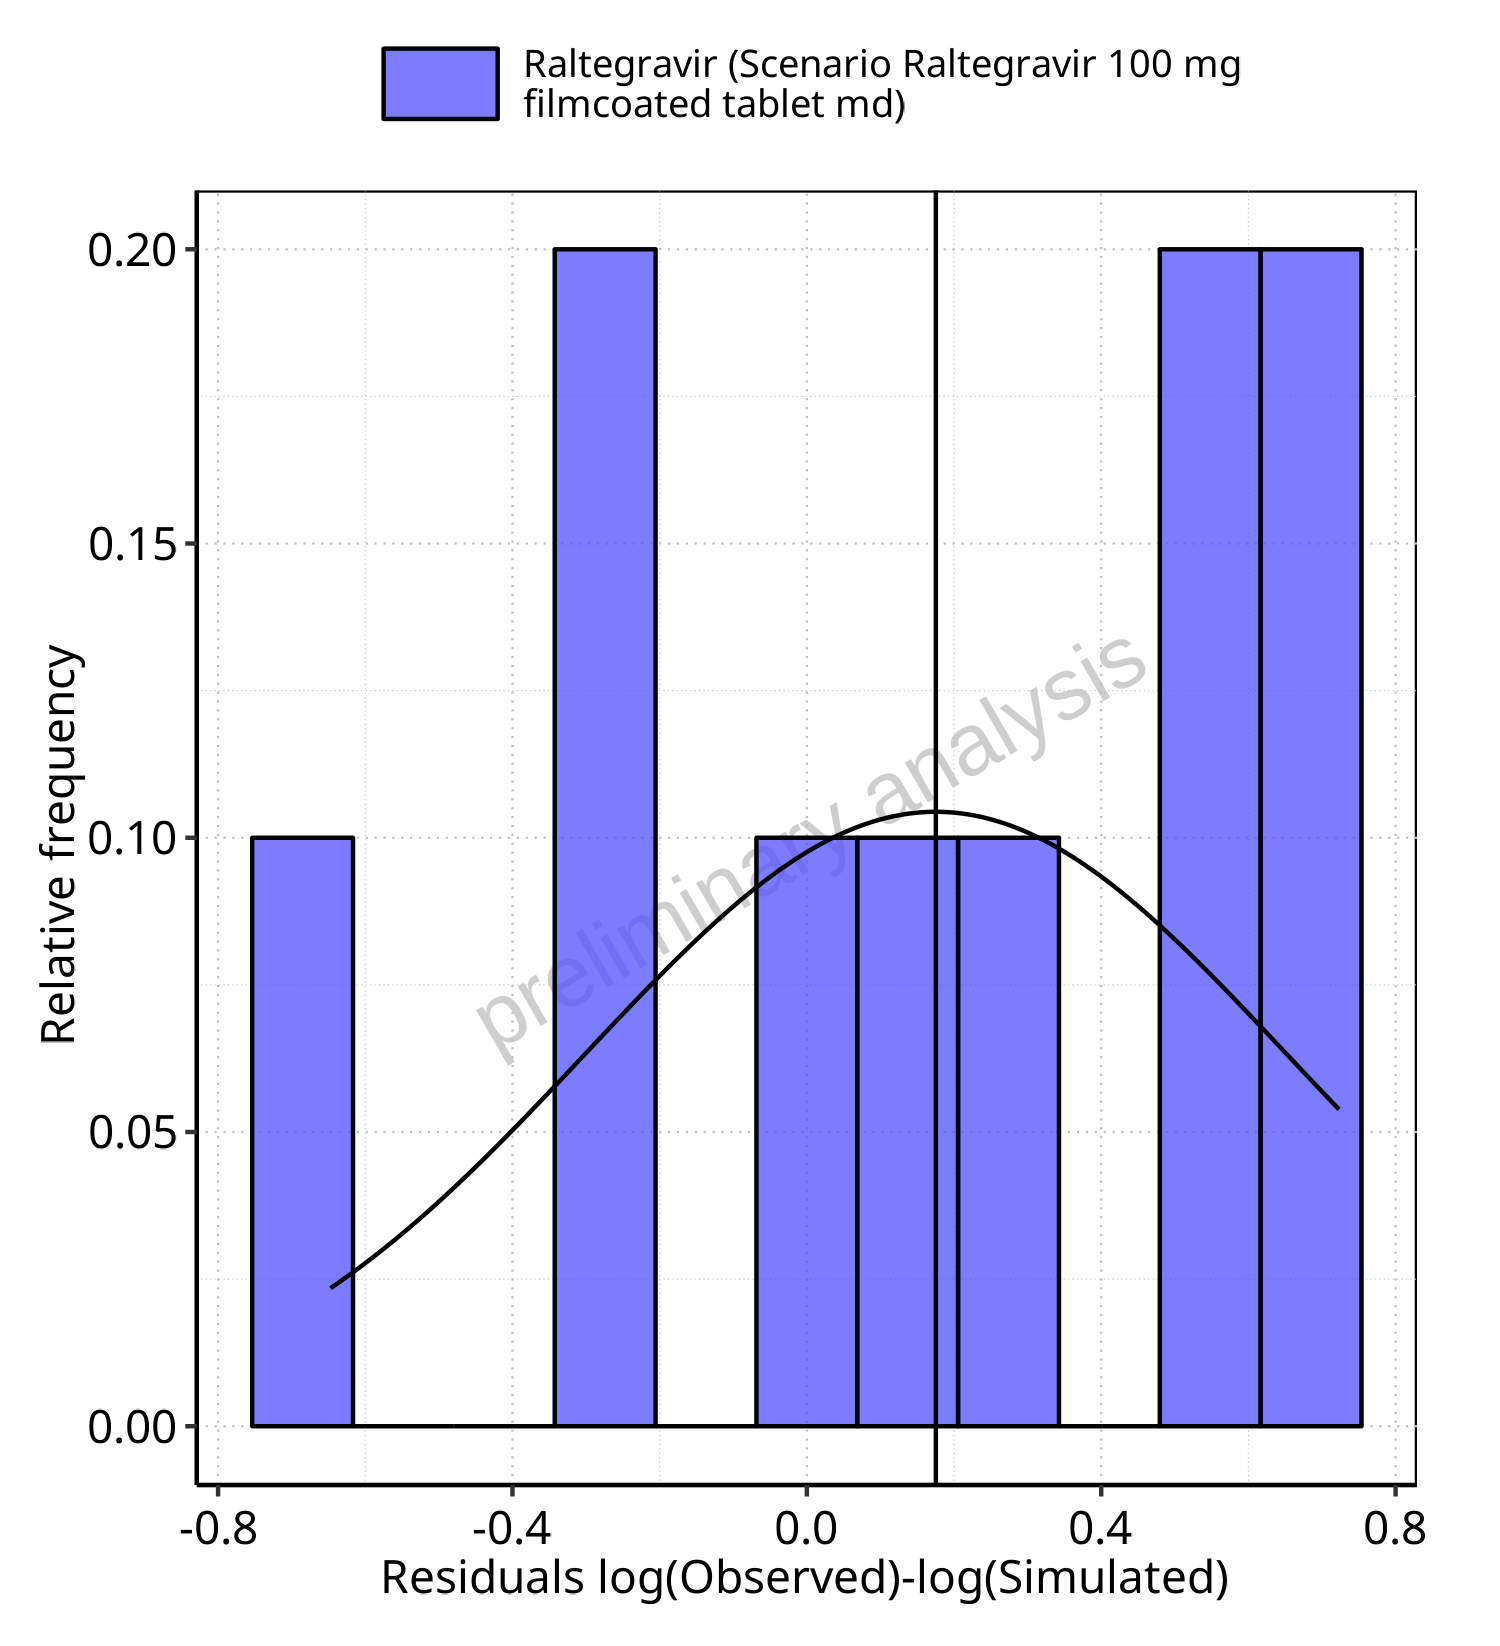 Raltegravir (Scenario Raltegravir 100 mg
filmcoated tablet md)
0.20
0.15
0.10
0.05
0.00
Relative frequency
preliminary analysis
-0.8 -0.4 0.0 0.4 0.8
Residuals log(Observed)-log(Simulated)